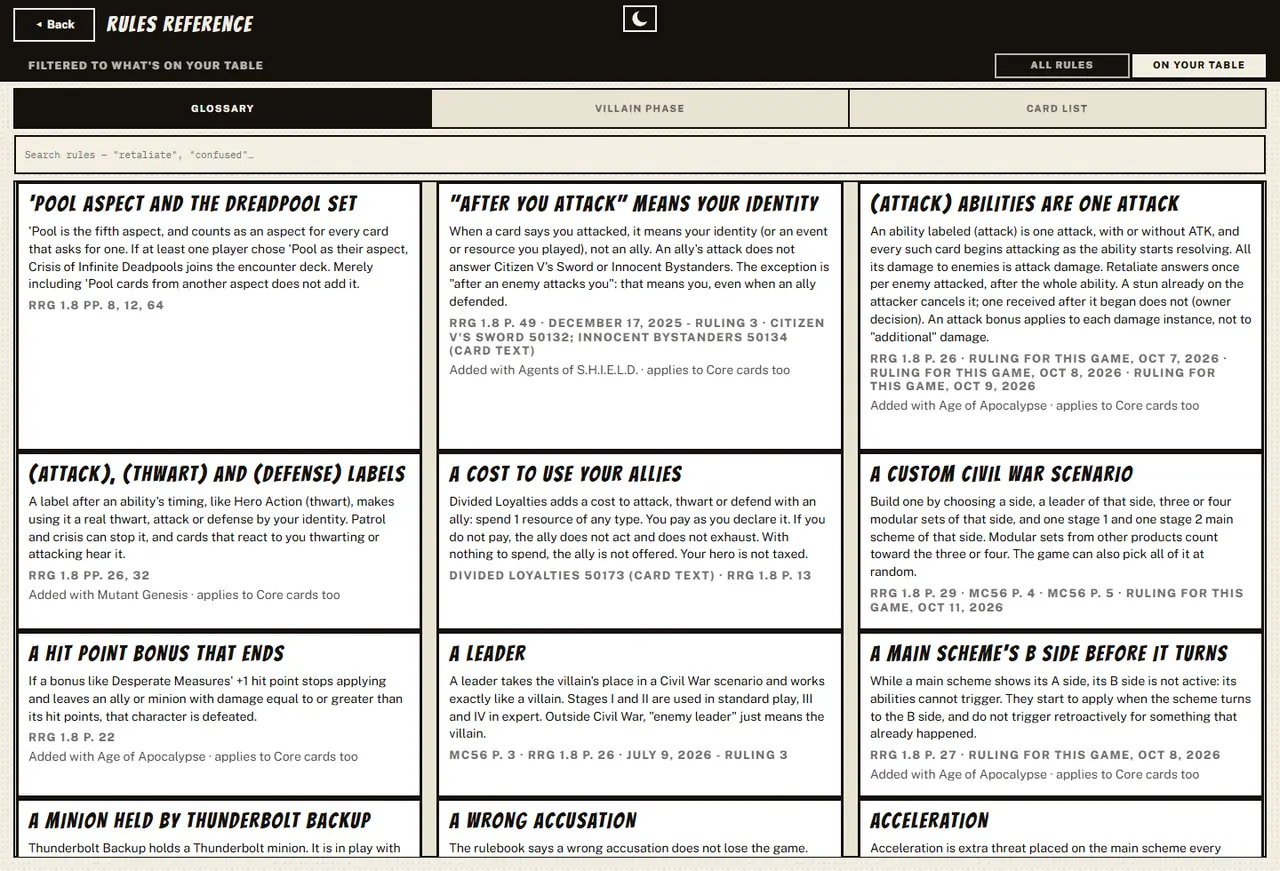 ◂ Back
RULES REFERENCE
FILTERED TO WHAT'S ON YOUR TABLE
ALL RULES
ON YOUR TABLE
GLOSSARY
VILLAIN PHASE
CARD LIST
Search rules — "retaliate", "confused"…
'POOL ASPECT AND THE DREADPOOL SET
'Pool is the fifth aspect, and counts as an aspect for every card
that asks for one. If at least one player chose 'Pool as their aspect,
Crisis of Infinite Deadpools joins the encounter deck. Merely
including 'Pool cards from another aspect does not add it.
RRG 1.8 PP. 8, 12, 64
"AFTER YOU ATTACK" MEANS YOUR IDENTITY
When a card says you attacked, it means your identity (or an event
or resource you played), not an ally. An ally's attack does not
answer Citizen V's Sword or Innocent Bystanders. The exception is
"after an enemy attacks you": that means you, even when an ally
defended.
RRG 1.8 P. 49 · DECEMBER 17, 2025 - RULING 3 · CITIZEN
V'S SWORD 50132; INNOCENT BYSTANDERS 50134
(CARD TEXT)
Added with Agents of S.H.I.E.L.D. · applies to Core cards too
(ATTACK) ABILITIES ARE ONE ATTACK
An ability labeled (attack) is one attack, with or without ATK, and
every such card begins attacking as the ability starts resolving. All
its damage to enemies is attack damage. Retaliate answers once
per enemy attacked, after the whole ability. A stun already on the
attacker cancels it; one received after it began does not (owner
decision). An attack bonus applies to each damage instance, not to
"additional" damage.
RRG 1.8 P. 26 · RULING FOR THIS GAME, OCT 7, 2026 ·
RULING FOR THIS GAME, OCT 8, 2026 · RULING FOR
THIS GAME, OCT 9, 2026
Added with Age of Apocalypse · applies to Core cards too
(ATTACK), (THWART) AND (DEFENSE) LABELS
A label after an ability's timing, like Hero Action (thwart), makes
using it a real thwart, attack or defense by your identity. Patrol
and crisis can stop it, and cards that react to you thwarting or
attacking hear it.
RRG 1.8 PP. 26, 32
Added with Mutant Genesis · applies to Core cards too
A COST TO USE YOUR ALLIES
Divided Loyalties adds a cost to attack, thwart or defend with an
ally: spend 1 resource of any type. You pay as you declare it. If you
do not pay, the ally does not act and does not exhaust. With
nothing to spend, the ally is not offered. Your hero is not taxed.
DIVIDED LOYALTIES 50173 (CARD TEXT) · RRG 1.8 P. 13
A CUSTOM CIVIL WAR SCENARIO
Build one by choosing a side, a leader of that side, three or four
modular sets of that side, and one stage 1 and one stage 2 main
scheme of that side. Modular sets from other products count
toward the three or four. The game can also pick all of it at
random.
RRG 1.8 P. 29 · MC56 P. 4 · MC56 P. 5 · RULING FOR THIS
GAME, OCT 11, 2026
A HIT POINT BONUS THAT ENDS
If a bonus like Desperate Measures' +1 hit point stops applying
and leaves an ally or minion with damage equal to or greater than
its hit points, that character is defeated.
RRG 1.8 P. 22
Added with Age of Apocalypse · applies to Core cards too
A LEADER
A leader takes the villain's place in a Civil War scenario and works
exactly like a villain. Stages I and II are used in standard play, III
and IV in expert. Outside Civil War, "enemy leader" just means the
villain.
MC56 P. 3 · RRG 1.8 P. 26 · JULY 9, 2026 - RULING 3
A MAIN SCHEME'S B SIDE BEFORE IT TURNS
While a main scheme shows its A side, its B side is not active: its
abilities cannot trigger. They start to apply when the scheme turns
to the B side, and do not trigger retroactively for something that
already happened.
RRG 1.8 P. 27 · RULING FOR THIS GAME, OCT 8, 2026
Added with Age of Apocalypse · applies to Core cards too
A MINION HELD BY THUNDERBOLT BACKUP
Thunderbolt Backup holds a Thunderbolt minion. It is in play with
A WRONG ACCUSATION
The rulebook says a wrong accusation does not lose the game.
ACCELERATION
Acceleration is extra threat placed on the main scheme every